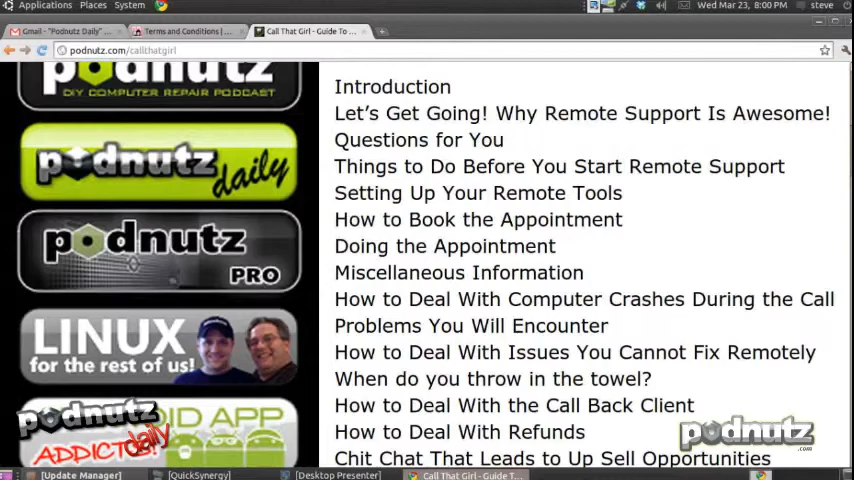 Applications Places System
steve Wed Mar 23, 8:00 PM
Gmail - "Podnutz Daily" ...
Terms and Conditions | ...
Call That Girl - Guide To ...
podnutz.com/callthatgirl
podnutz
DIY COMPUTER REPAIR PODCAST
podnutz daily
podnutz
PRO
LINUX
for the rest of us!
OID APP
ADDICTS!
podnutz
daily
Introduction
Let's Get Going! Why Remote Support Is Awesome!
Questions for You
Things to Do Before You Start Remote Support
Setting Up Your Remote Tools
How to Book the Appointment
Doing the Appointment
Miscellaneous Information
How to Deal With Computer Crashes During the Call
Problems You Will Encounter
How to Deal With Issues You Cannot Fix Remotely
When do you throw in the towel?
How to Deal With the Call Back Client
How to Deal With Refunds
Chit Chat That Leads to Up Sell Opportunities
podnutz
.com
[Update Manager]
[QuickSynergy]
[Desktop Presenter]
Call That Girl - Guide T...